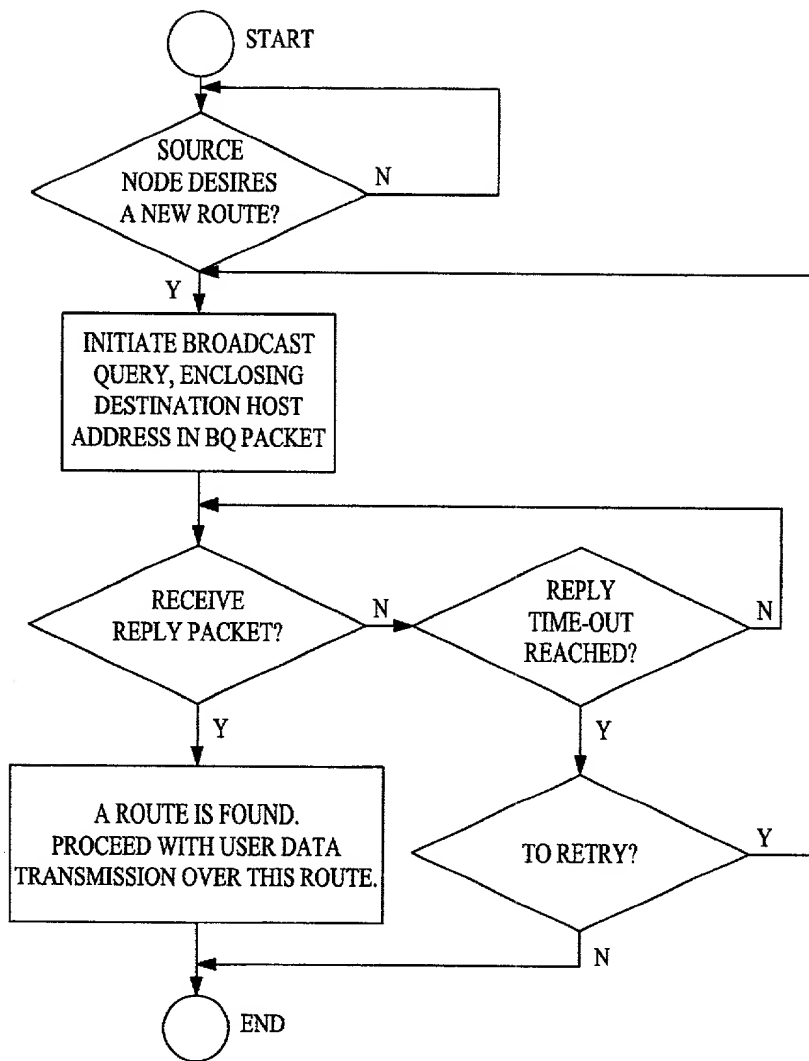 START
SOURCE
NODE DESIRES
A NEW ROUTE?
N
Y
INITIATE BROADCAST
QUERY, ENCLOSING
DESTINATION HOST
ADDRESS IN BQ PACKET
RECEIVE
REPLY PACKET?
N
REPLY
TIME-OUT
REACHED?
N
Y
Y
A ROUTE IS FOUND.
PROCEED WITH USER DATA
TRANSMISSION OVER THIS ROUTE.
TO RETRY?
Y
N
END